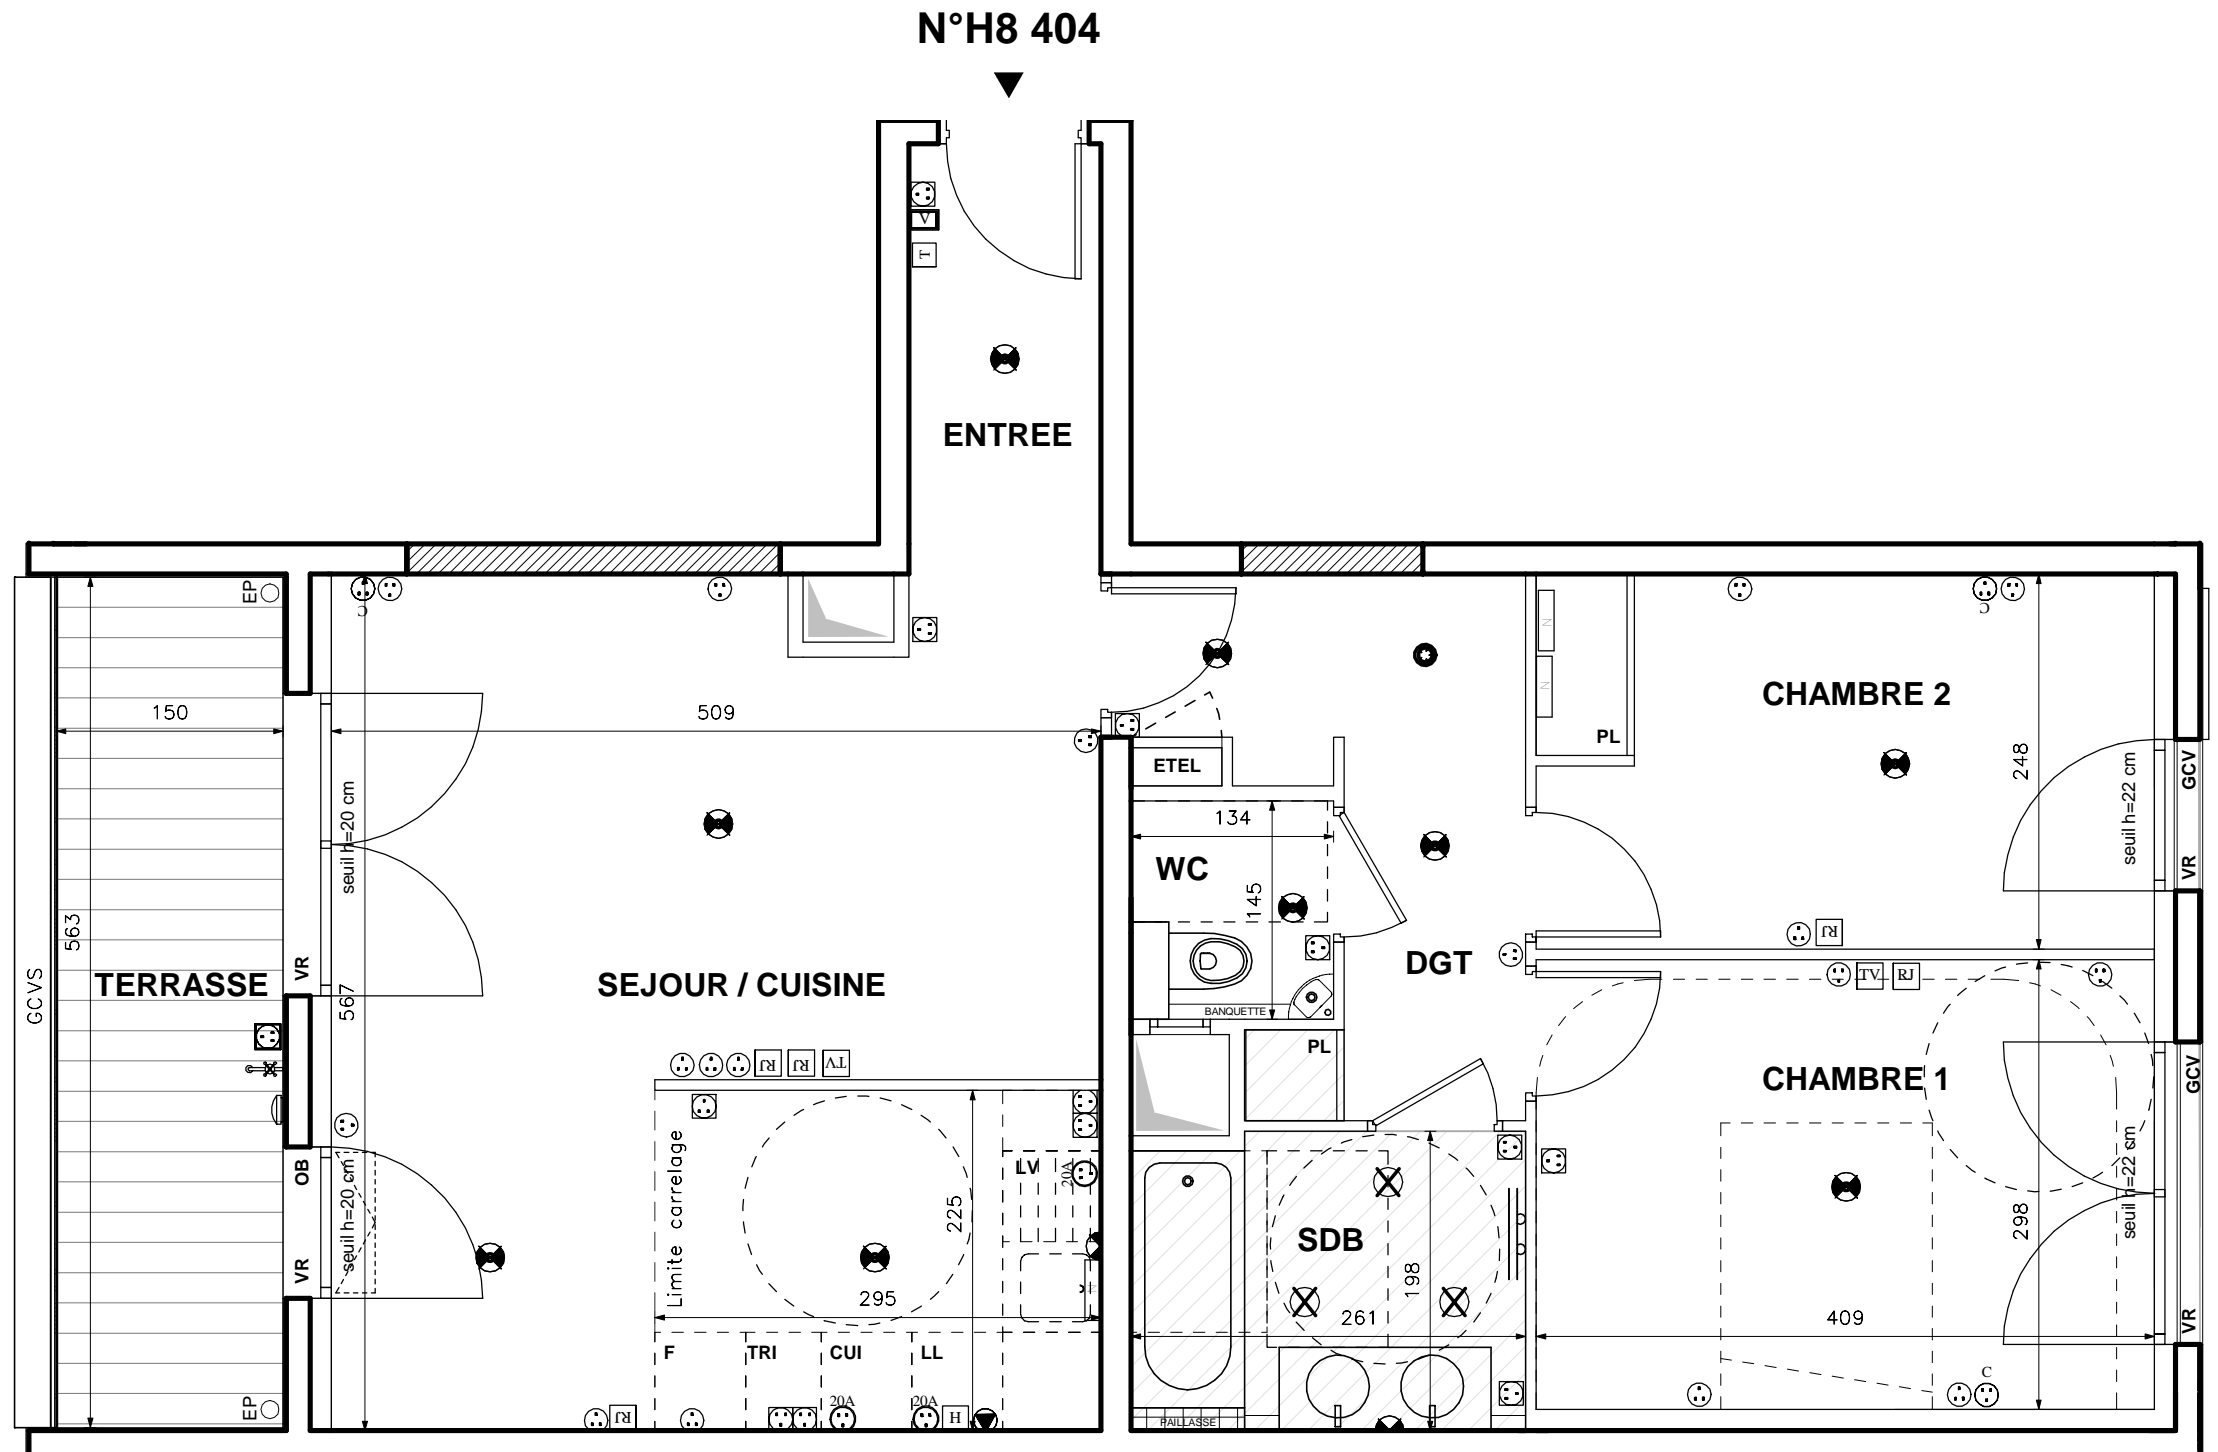 N°H8 404
V
T
ENTREE
EP
C
C
N
N
CHAMBRE 2
PL
150
509
248
ETEL
seuil h=20 cm
seuil h=22 cm
GCV
VR
134
WC
145
563
GCVS
TERRASSE
VR
567
SEJOUR / CUISINE
DGT
RJ
TV
RJ
BANQUETTE
PL
RJ
RJ
TV
CHAMBRE 1
GCV
Limite carrelage
LV
20A
OB
seuil h=20 cm
VR
225
SDB
198
298
seuil h=22 cm
295
261
409
VR
F
TRI
CUI
LL
EP
RJ
20A
20A
H
PAILLASSE
C